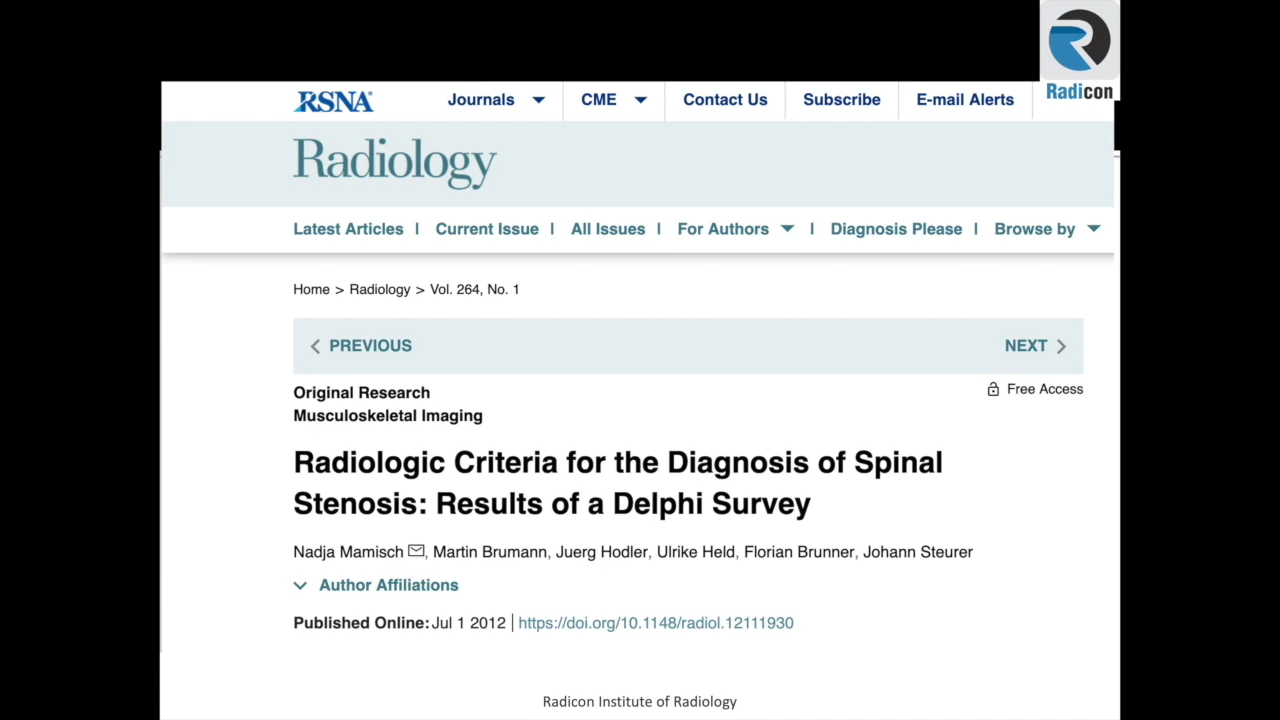 Radicon
RSNA Journals CME Contact Us Subscribe E-mail Alerts
Radiology
Latest Articles | Current Issue | All Issues | For Authors | Diagnosis Please | Browse by
Home > Radiology > Vol. 264, No. 1
PREVIOUS NEXT
Original Research Free Access
Musculoskeletal Imaging
Radiologic Criteria for the Diagnosis of Spinal
Stenosis: Results of a Delphi Survey
Nadja Mamisch, Martin Brumann, Juerg Hodler, Ulrike Held, Florian Brunner, Johann Steurer
Author Affiliations
Published Online: Jul 1 2012 | https://doi.org/10.1148/radiol.12111930
Radicon Institute of Radiology